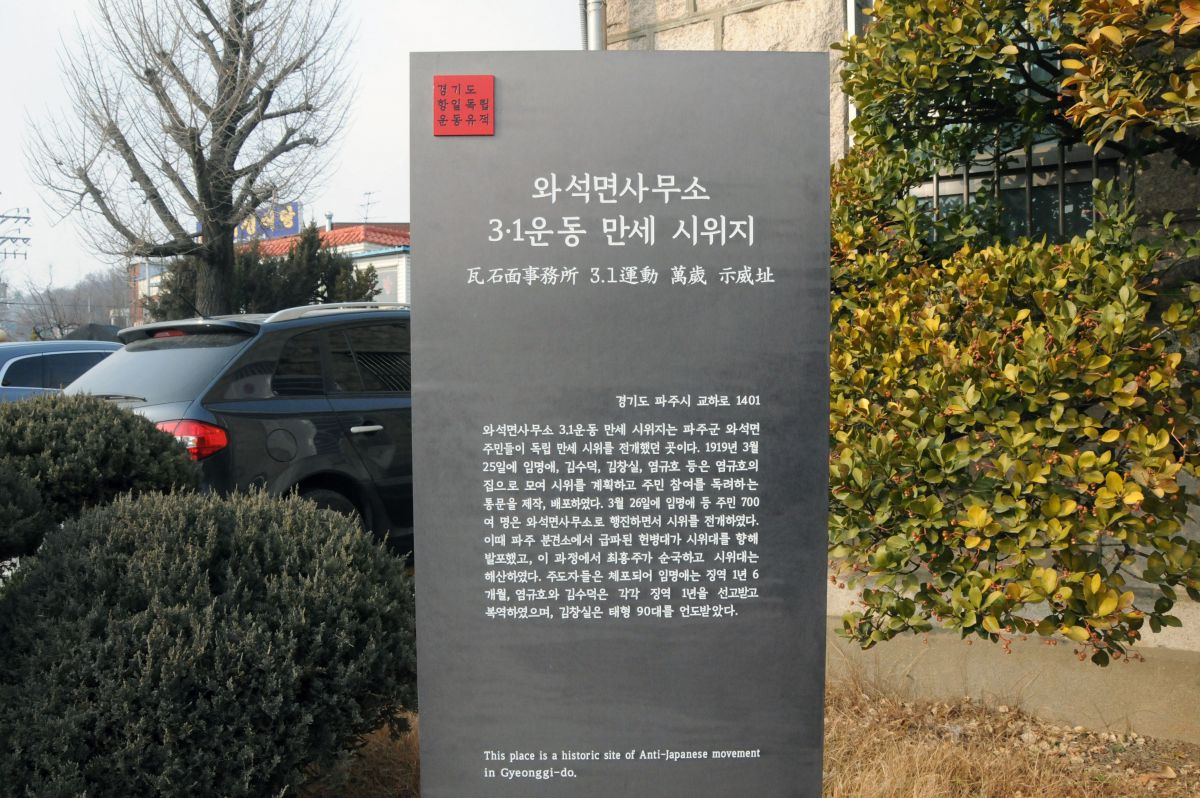 경기도
항일독립
운동유적
와석면사무소
3·1운동 만세 시위지
瓦石面事務所 3.1運動 萬歲 示威址
경기도 파주시 교하로 1401
와석면사무소 3.1운동 만세 시위지는 파주군 와석면
주민들이 독립 만세 시위를 전개했던 곳이다. 1919년 3월
25일에 임명애, 김수덕, 김창실, 염규호 등은 염규호의
집으로 모여 시위를 계획하고 주민 참여를 독려하는
통문을 제작, 배포하였다. 3월 26일에 임명애 등 주민 700
여 명은 와석면사무소로 행진하면서 시위를 전개하였다.
이때 파주 분견소에서 급파된 헌병대가 시위대를 향해
발포했고, 이 과정에서 최홍주가 순국하고 시위대는
해산하였다. 주도자들은 체포되어 임명애는 징역 1년 6
개월, 염규호와 김수덕은 각각 징역 1년을 선고받고
복역하였으며, 김창실은 태형 90대를 언도받았다.
This place is a historic site of Anti-Japanese movement
in Gyeonggi-do.